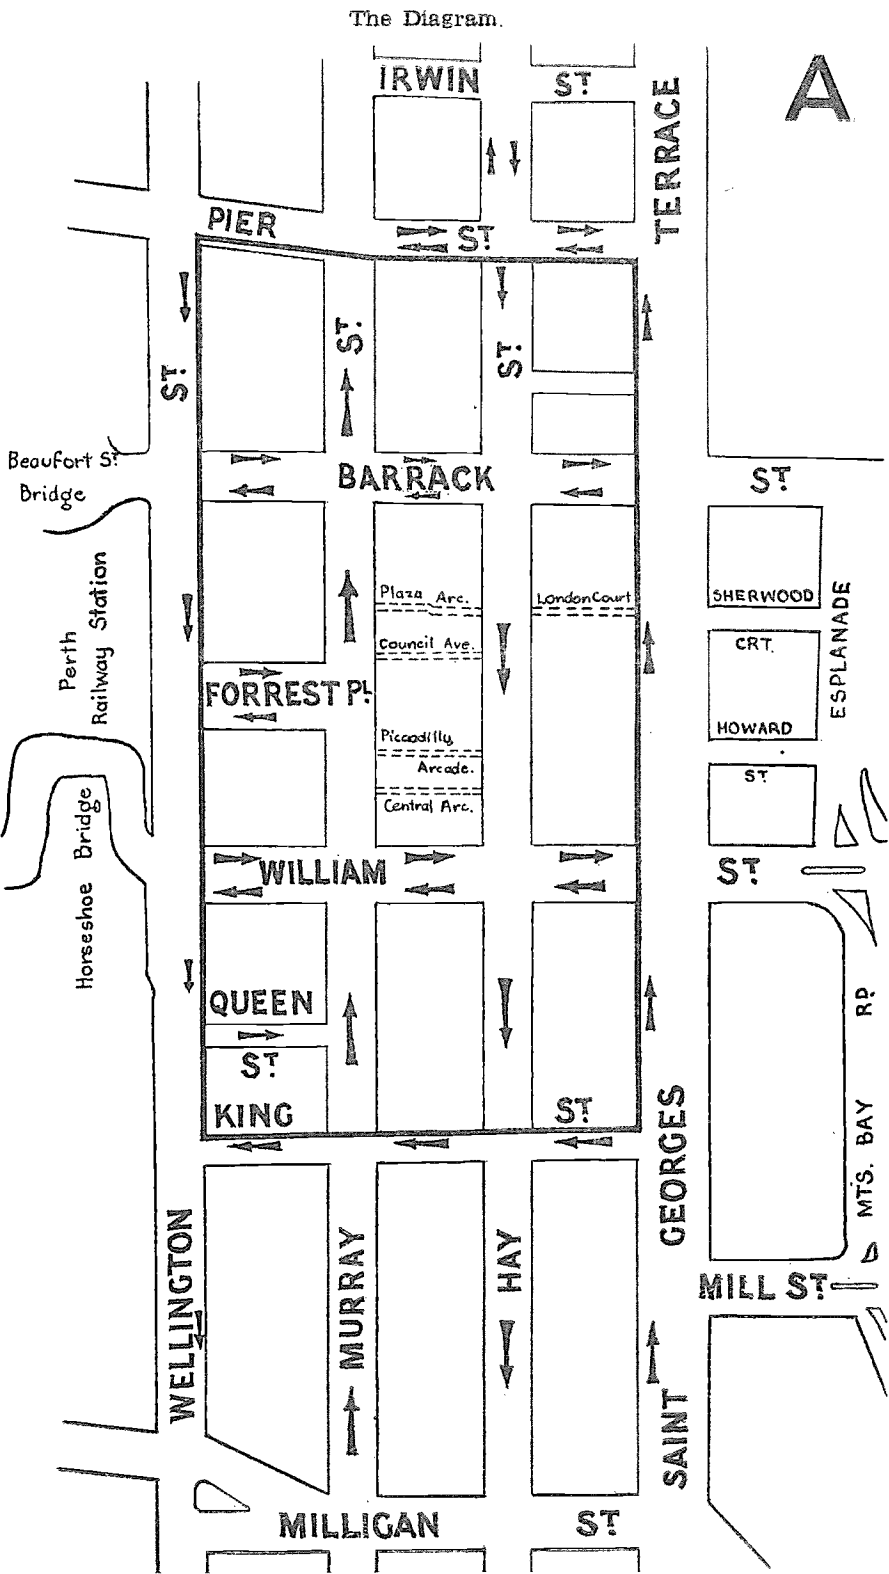 The Diagram.
A
IRWIN ST.
TERRACE
PIER ST.
ST.
ST.
ST.
Beaufort St.
Bridge
BARRACK ST.
Perth
Railway Station
Plaza Arc.
London Court
SHERWOOD
CRT.
ESPLANADE
Council Ave.
FORREST Pl.
HOWARD
ST.
Piccadilly
Arcade.
Central Arc.
Horseshoe Bridge
WILLIAM ST.
QUEEN
ST.
KING ST.
MTS. BAY RD.
WELLINGTON
MURRAY
HAY
SAINT GEORGES
MILL ST.
MILLIGAN ST.